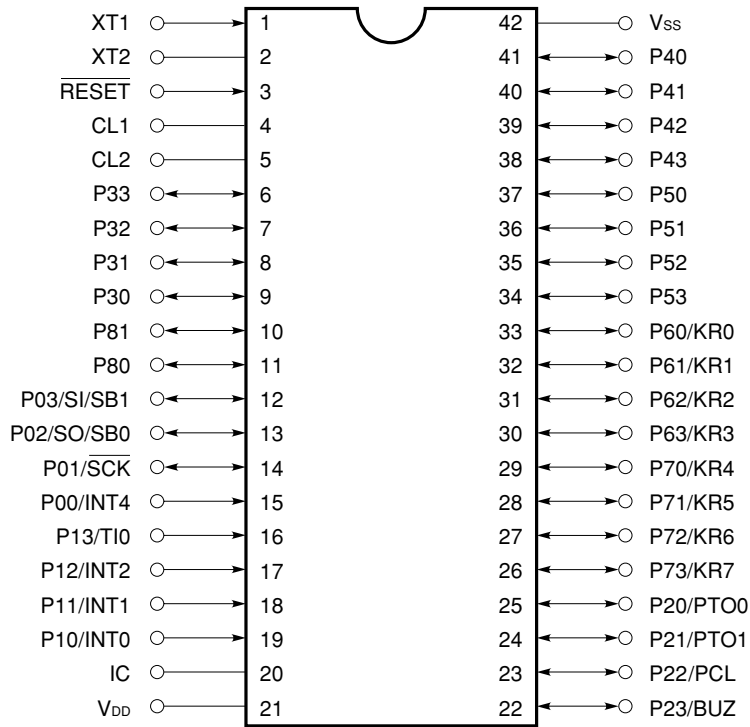 XT1 1 42 Vss
XT2 2 41 P40
R̅E̅S̅E̅T̅ 3 40 P41
CL1 4 39 P42
CL2 5 38 P43
P33 6 37 P50
P32 7 36 P51
P31 8 35 P52
P30 9 34 P53
P81 10 33 P60/KR0
P80 11 32 P61/KR1
P03/SI/SB1 12 31 P62/KR2
P02/SO/SB0 13 30 P63/KR3
P01/S̅C̅K̅ 14 29 P70/KR4
P00/INT4 15 28 P71/KR5
P13/TI0 16 27 P72/KR6
P12/INT2 17 26 P73/KR7
P11/INT1 18 25 P20/PTO0
P10/INT0 19 24 P21/PTO1
IC 20 23 P22/PCL
VDD 21 22 P23/BUZ